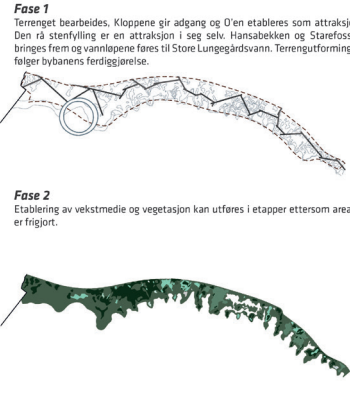 Fase 1
Terrenget bearbeides, Kloppene gir adgang og O'en etableres som attraksj
Den rå stenfylling er en attraksjon i seg selv. Hansabekken og Starefoss
bringes frem og vannløpene føres til Store Lungegårdsvann. Terrengutforming
følger bybanens ferdiggjørelse.
Fase 2
Etablering av vekstmedie og vegetasjon kan utføres i etapper ettersom area
er frigjort.